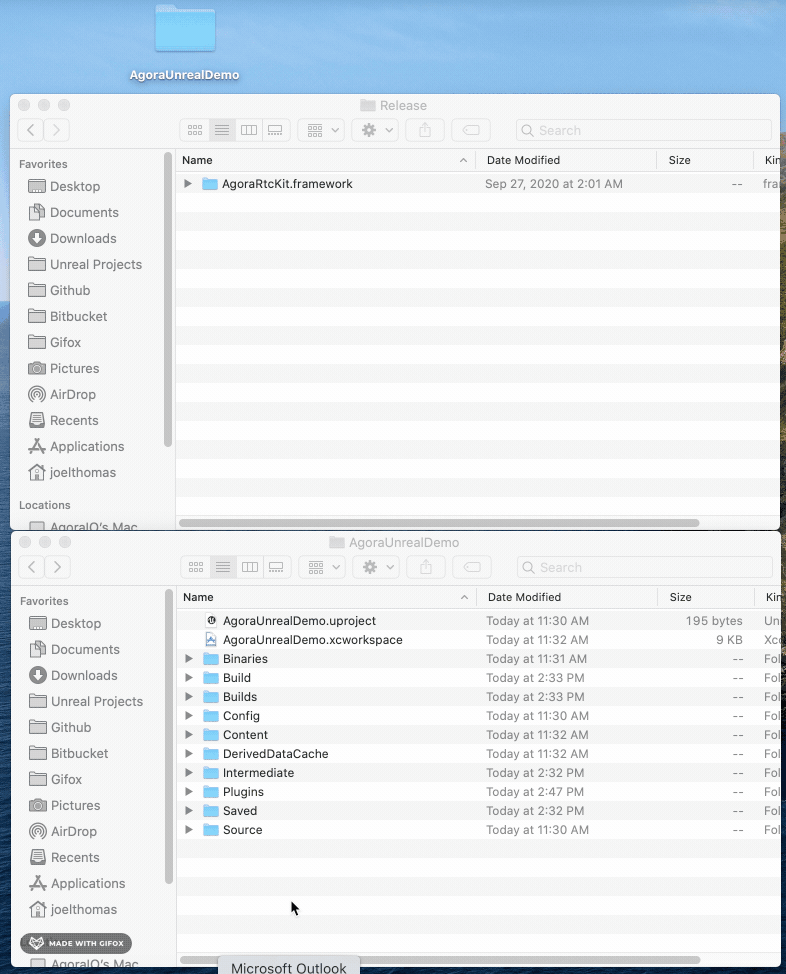 AgoraUnrealDemo
Release
Search
Favorites
Desktop
Documents
Downloads
Unreal Projects
Github
Bitbucket
Gifox
Pictures
AirDrop
Recents
Applications
joelthomas
Locations
AgoraIO's Mac
Name Date Modified Size Kin
AgoraRtcKit.framework Sep 27, 2020 at 2:01 AM -- fra
AgoraUnrealDemo
Search
Favorites
Desktop
Documents
Downloads
Unreal Projects
Github
Bitbucket
Gifox
Pictures
AirDrop
Recents
Applications
joelthomas
MADE WITH GIFOX
AgoraIO's Mac
Name Date Modified Size Kin
AgoraUnrealDemo.uproject Today at 11:30 AM 195 bytes Un
AgoraUnrealDemo.xcworkspace Today at 11:32 AM 9 KB Xc
Binaries Today at 11:31 AM -- Fol
Build Today at 2:33 PM -- Fol
Builds Today at 2:33 PM -- Fol
Config Today at 11:30 AM -- Fol
Content Today at 11:32 AM -- Fol
DerivedDataCache Today at 11:32 AM -- Fol
Intermediate Today at 2:32 PM -- Fol
Plugins Today at 2:47 PM -- Fol
Saved Today at 2:32 PM -- Fol
Source Today at 11:30 AM -- Fol
Microsoft Outlook